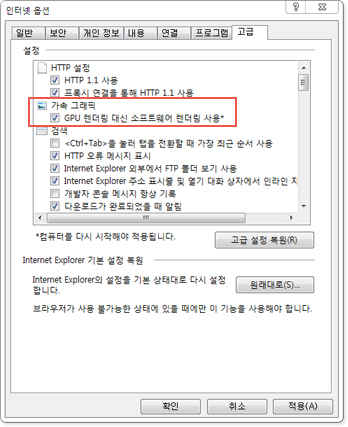 인터넷 옵션
일반 보안 개인 정보 내용 연결 프로그램 고급
설정
HTTP 설정
HTTP 1.1 사용
프록시 연결을 통해 HTTP 1.1 사용
가속 그래픽
GPU 렌더링 대신 소프트웨어 렌더링 사용*
검색
<Ctrl+Tab>을 눌러 탭을 전환할 때 가장 최근 순서 사용
HTTP 오류 메시지 표시
Internet Explorer 외부에서 FTP 폴더 보기 사용
Internet Explorer 주소 표시줄 및 열기 대화 상자에서 인라인 자
개발자 콘솔 메시지 항상 기록
다운로드가 완료되었을 때 알림
*컴퓨터를 다시 시작해야 적용됩니다.
고급 설정 복원(R)
Internet Explorer 기본 설정 복원
Internet Explorer의 설정을 기본 상태대로 다시 설정
합니다.
원래대로(S)...
브라우저가 사용 불가능한 상태에 있을 때에만 이 기능을 사용해야 합니다.
확인 취소 적용(A)